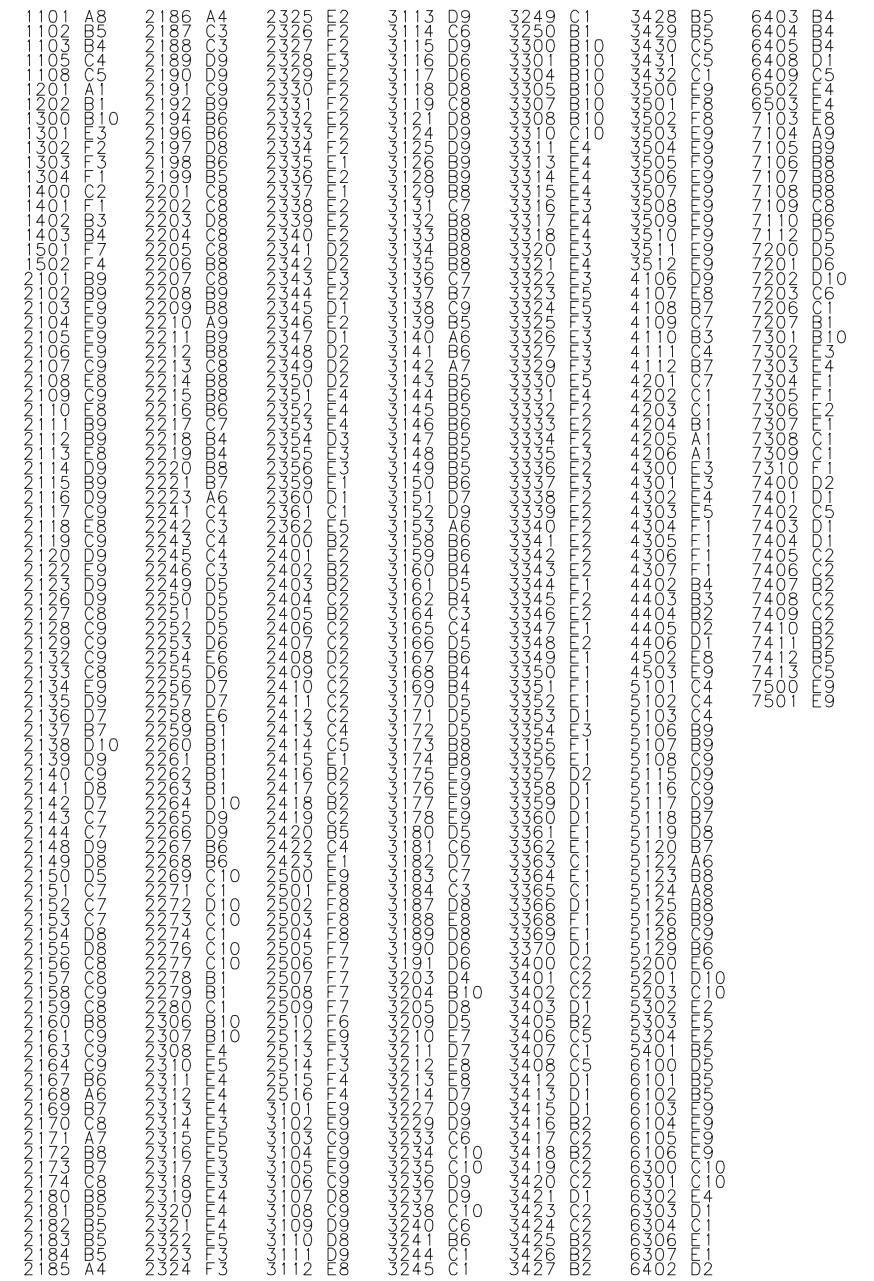 1101 A8
1102 B5
1103 B4
1105 C4
1108 C5
1201 A1
1202 B1
1300 B10
1301 E3
1302 F2
1303 F3
1304 F1
1400 C2
1401 F1
1402 B3
1403 B4
1501 F7
1502 F4
2101 B9
2102 B9
2103 E9
2104 E9
2105 E9
2106 E9
2107 C9
2108 E8
2109 C9
2110 E8
2111 B9
2112 B9
2113 E8
2114 D9
2115 B9
2116 D9
2117 C9
2118 E8
2119 C9
2120 D9
2122 E9
2123 D9
2126 D9
2127 C8
2128 C9
2129 C9
2132 C9
2133 C8
2134 E9
2135 D9
2136 D7
2137 B7
2138 D10
2139 D9
2140 C9
2141 D8
2142 D7
2143 C7
2144 C7
2148 D9
2149 D8
2150 D5
2151 C7
2152 C7
2153 C7
2154 D8
2155 D8
2156 C8
2157 C8
2158 C9
2159 C8
2160 B8
2161 C9
2163 C9
2164 C9
2167 B6
2168 A6
2169 B7
2170 C8
2171 A7
2172 B8
2173 B7
2174 C8
2180 B8
2181 B5
2182 B5
2183 B5
2184 B5
2185 A4
2186 A4
2187 C3
2188 C3
2189 D9
2190 D9
2191 C9
2192 B9
2194 B6
2196 B6
2197 D8
2198 B6
2199 B5
2201 C8
2202 C8
2203 D8
2204 C8
2205 C8
2206 B8
2207 C8
2208 B9
2209 B8
2210 A9
2211 B9
2212 B8
2213 C8
2214 B8
2215 B8
2216 B6
2217 C7
2218 B4
2219 B4
2220 B8
2221 B7
2223 A6
2241 C4
2242 C3
2243 C4
2245 C4
2246 C3
2249 D5
2250 D5
2251 D5
2252 D5
2253 D6
2254 E6
2255 D6
2256 D7
2257 D7
2258 E6
2259 B1
2260 B1
2261 B1
2262 B1
2263 B1
2264 D10
2265 D9
2266 D9
2267 B6
2268 B6
2269 C10
2271 C10
2272 D10
2273 C10
2274 C1
2276 C10
2277 C10
2278 B1
2279 B1
2280 C1
2306 B10
2307 B10
2308 E4
2310 E5
2311 E4
2312 E4
2313 E4
2314 E3
2315 E5
2316 E5
2317 E3
2318 E3
2319 E4
2320 E4
2321 E4
2322 E5
2323 F3
2324 F3
2325 E2
2326 F2
2327 F2
2328 E3
2329 E2
2330 F2
2331 F2
2332 E2
2333 F2
2334 F2
2335 E1
2336 E2
2337 E1
2338 E2
2339 E2
2340 E2
2341 D2
2342 D2
2343 E3
2344 E2
2345 D1
2346 E2
2347 D1
2348 D2
2349 D2
2350 D2
2351 E4
2352 E4
2353 E4
2354 D3
2355 E3
2356 E3
2359 E1
2360 D1
2361 C1
2362 E5
2400 B2
2401 E2
2402 B2
2403 B2
2404 C2
2405 B2
2406 C2
2407 C2
2408 D2
2409 C2
2410 C2
2411 C2
2412 C2
2413 C4
2414 C5
2415 E1
2416 B2
2417 C2
2418 B2
2419 C2
2420 B5
2422 C4
2423 E1
2500 E9
2501 F8
2502 F8
2503 F8
2504 F8
2505 F7
2506 F7
2507 F7
2508 F7
2509 F7
2510 F6
2512 E9
2513 F3
2514 F3
2515 F4
2516 F4
3101 E9
3102 E9
3103 C9
3104 E9
3105 E9
3106 C9
3107 D8
3108 C9
3109 D9
3110 D8
3111 D9
3112 E8
3113 D9
3114 C6
3115 D9
3116 D6
3117 D6
3118 D8
3119 C8
3121 D8
3124 D9
3125 D9
3126 B9
3128 B9
3129 B8
3131 C7
3132 B8
3133 B8
3134 B8
3135 B8
3136 C7
3137 B7
3138 C9
3139 B5
3140 A6
3141 B6
3142 A7
3143 B5
3144 B6
3145 B5
3146 B6
3147 B5
3148 B5
3149 B5
3150 B6
3151 D7
3152 D9
3153 A6
3158 B6
3159 B6
3160 B4
3161 D5
3162 B4
3164 C3
3165 C4
3166 D5
3167 B6
3168 B4
3169 B4
3170 D5
3171 D5
3172 D5
3173 B8
3174 B8
3175 E9
3176 E9
3177 E9
3178 E9
3180 D5
3181 C6
3182 D7
3183 C7
3184 C3
3187 D8
3188 E8
3189 D8
3190 D6
3191 D6
3203 D4
3204 B10
3205 D8
3209 D5
3210 E7
3211 D7
3212 E8
3213 E8
3214 D7
3227 D9
3229 D9
3233 C6
3234 C10
3235 C10
3236 D9
3237 D9
3238 C10
3240 C6
3241 B6
3244 C1
3245 C1
3249 C1
3250 B1
3300 B10
3301 B10
3304 B10
3305 B10
3307 B10
3308 B10
3310 C10
3311 E4
3313 E4
3314 E4
3315 E4
3316 E3
3317 F4
3318 E4
3320 E3
3321 E4
3322 E3
3323 E5
3324 E5
3325 F3
3326 E3
3327 E3
3329 F3
3330 E5
3331 E4
3332 F2
3333 E2
3334 F2
3335 E3
3336 E2
3337 E3
3338 F2
3339 E2
3340 F2
3341 E2
3342 F2
3343 E2
3344 E1
3345 F2
3346 E2
3347 E1
3348 E2
3349 E1
3350 E1
3351 F1
3352 E1
3353 D1
3354 E3
3355 F1
3356 E1
3357 D2
3358 D1
3359 D1
3360 D1
3361 E1
3362 E1
3363 C1
3364 E1
3365 C1
3366 D1
3368 F1
3369 E1
3370 D1
3400 C2
3401 C2
3402 C2
3403 D1
3405 B2
3406 C5
3407 C1
3408 C5
3412 D1
3413 D1
3415 D1
3416 B2
3417 C2
3418 B2
3419 C2
3420 C2
3421 D1
3423 C2
3424 C2
3425 B2
3426 B2
3427 B2
3428 B5
3429 B5
3430 C5
3431 C5
3432 C1
3500 E9
3501 F8
3502 F8
3503 E9
3504 E9
3505 F9
3506 E9
3507 E9
3508 E9
3509 E9
3510 F9
3511 E9
3512 E9
4106 D9
4107 E8
4108 B7
4109 C7
4110 B3
4111 C4
4112 B7
4201 C7
4202 C1
4203 C1
4204 B1
4205 A1
4206 A1
4300 E3
4301 E3
4302 E4
4303 E5
4304 F1
4305 F1
4306 F1
4307 F1
4402 B4
4403 B3
4404 B2
4405 D2
4406 D1
4502 E8
4503 E9
5101 C4
5102 C4
5103 C4
5106 B9
5107 B9
5108 C9
5115 D9
5116 C9
5117 D9
5118 B7
5119 D8
5120 B7
5122 A6
5123 B8
5124 A8
5125 B8
5126 B9
5128 C9
5129 B6
5200 E6
5201 D10
5203 C10
5302 E2
5303 E5
5304 E2
5401 B5
6100 D5
6101 B5
6102 B5
6103 E9
6104 E9
6105 E9
6106 E9
6300 C10
6301 C10
6302 E4
6303 D1
6304 C1
6306 E1
6307 E1
6402 D2
6403 B4
6404 B4
6405 B4
6408 D1
6409 C5
6502 E4
6503 E4
7103 E8
7104 A9
7105 B9
7106 B8
7107 B8
7108 B8
7109 C8
7110 B6
7112 D5
7200 D5
7201 D6
7202 D10
7203 C6
7206 C1
7207 B1
7301 B10
7302 E3
7303 E4
7304 E1
7305 F1
7306 E2
7307 E1
7308 C1
7309 C1
7310 F1
7400 D2
7401 D1
7402 C5
7403 D1
7404 D1
7405 C2
7406 C2
7407 B2
7408 C2
7409 C2
7410 B2
7411 B2
7412 B5
7413 C5
7500 E9
7501 E9